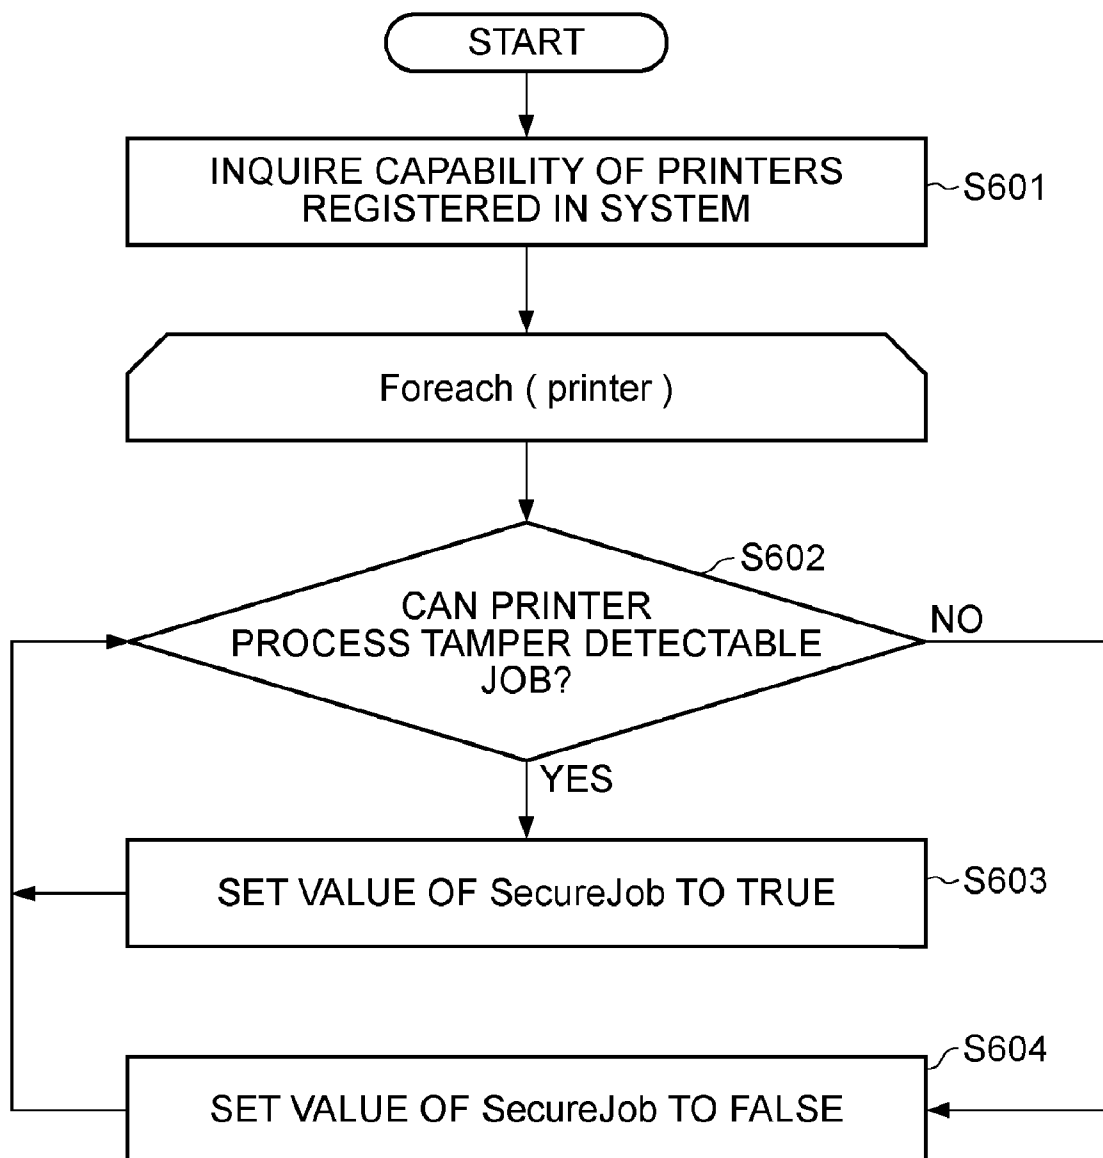 START
INQUIRE CAPABILITY OF PRINTERS
REGISTERED IN SYSTEM
S601
Foreach ( printer )
S602
CAN PRINTER
PROCESS TAMPER DETECTABLE
JOB?
NO
YES
SET VALUE OF SecureJob TO TRUE
S603
S604
SET VALUE OF SecureJob TO FALSE